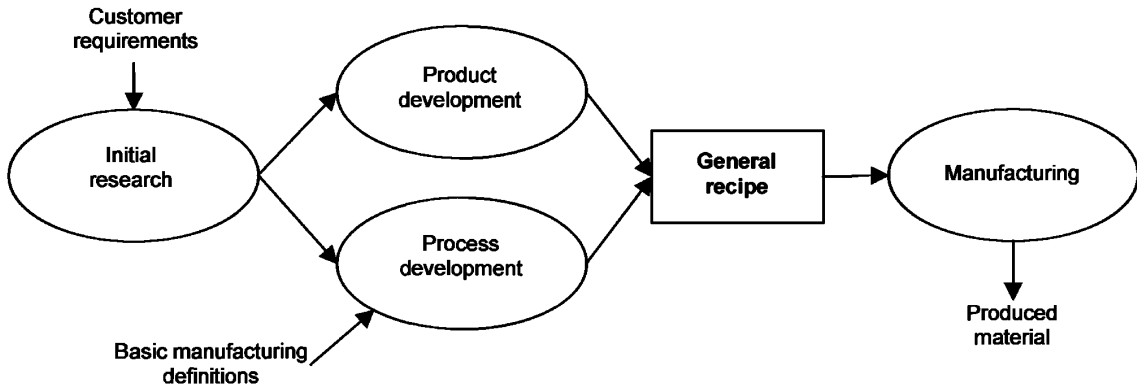 Customer
requirements
Initial
research
Product
development
Process
development
Basic manufacturing
definitions
General
recipe
Manufacturing
Produced
material